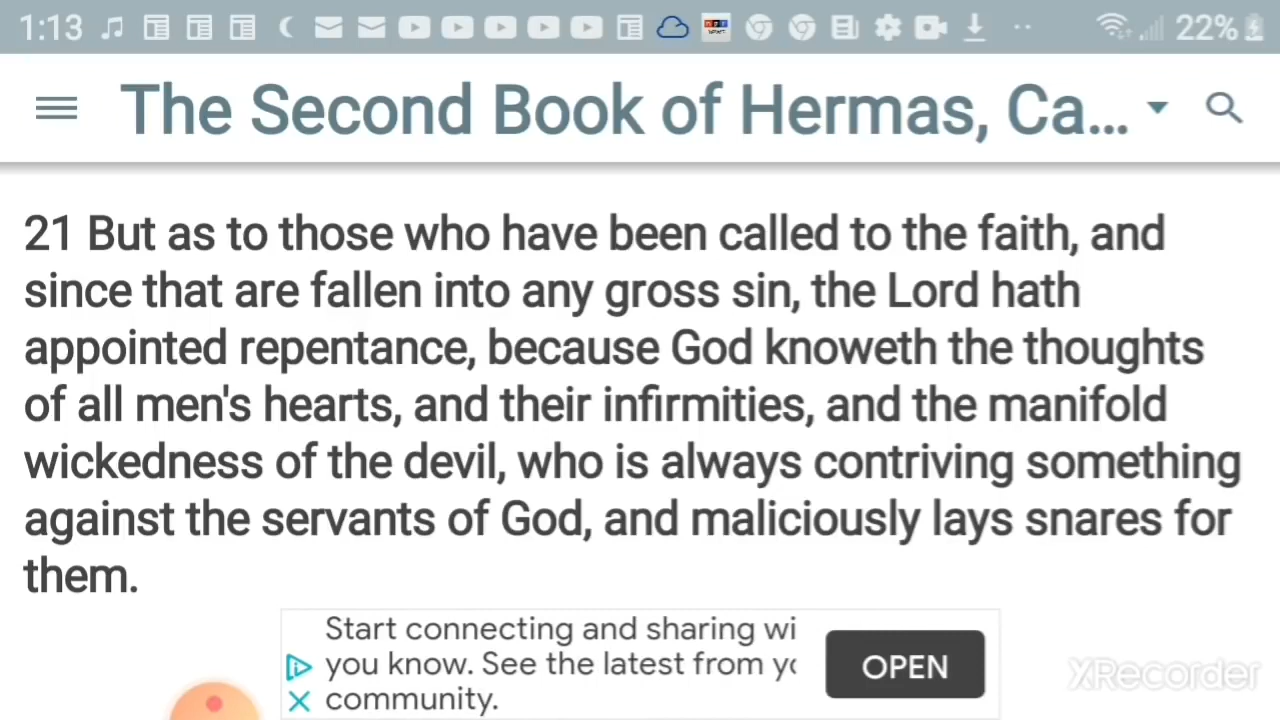 1:13 22%
The Second Book of Hermas, Ca...
21 But as to those who have been called to the faith, and
since that are fallen into any gross sin, the Lord hath
appointed repentance, because God knoweth the thoughts
of all men's hearts, and their infirmities, and the manifold
wickedness of the devil, who is always contriving something
against the servants of God, and maliciously lays snares for
them.
Start connecting and sharing wi
you know. See the latest from yo
community.
OPEN
XRecorder